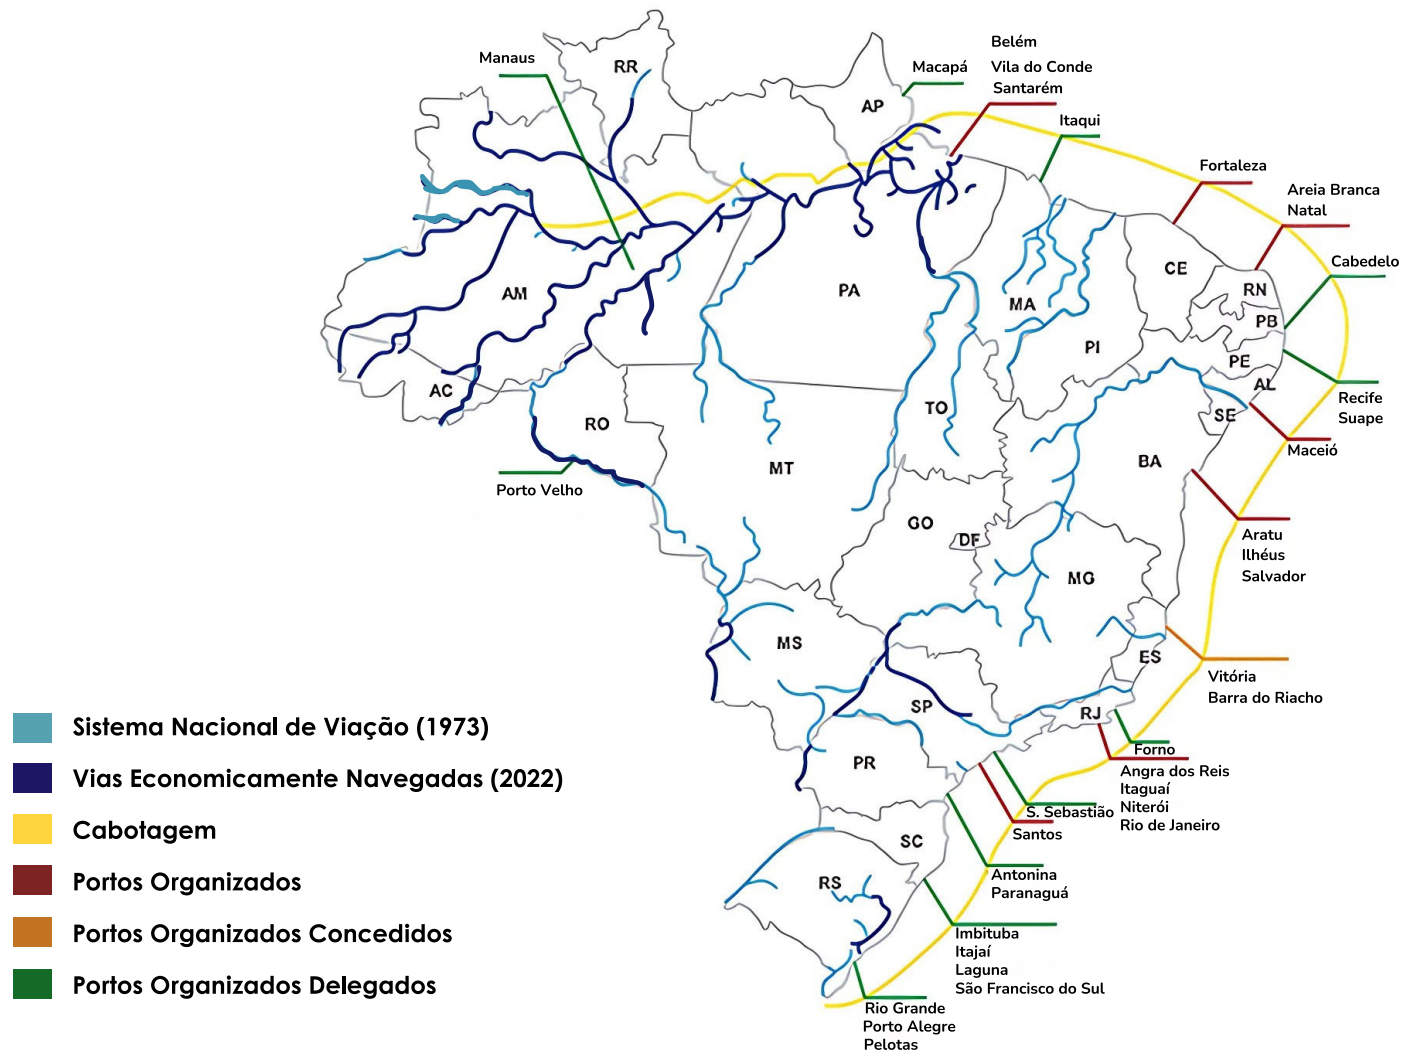 Manaus
RR
Macapá
AP
Belém
Vila do Conde
Santarém
Itaqui
Fortaleza
Areia Branca
Natal
Cabedelo
AM
PA
MA
CE
RN
PB
PI
PE
AL
SE
Recife
Suape
Maceió
AC
RO
TO
MT
BA
Porto Velho
GO
DF
Aratu
Ilhéus
Salvador
MG
MS
ES
Vitória
Barra do Riacho
SP
RJ
Forno
Angra dos Reis
Itaguaí
Niterói
Rio de Janeiro
PR
S. Sebastião
Santos
SC
RS
Antonina
Paranaguá
Imbituba
Itajaí
Laguna
São Francisco do Sul
Rio Grande
Porto Alegre
Pelotas
Sistema Nacional de Viação (1973)
Vias Economicamente Navegadas (2022)
Cabotagem
Portos Organizados
Portos Organizados Concedidos
Portos Organizados Delegados